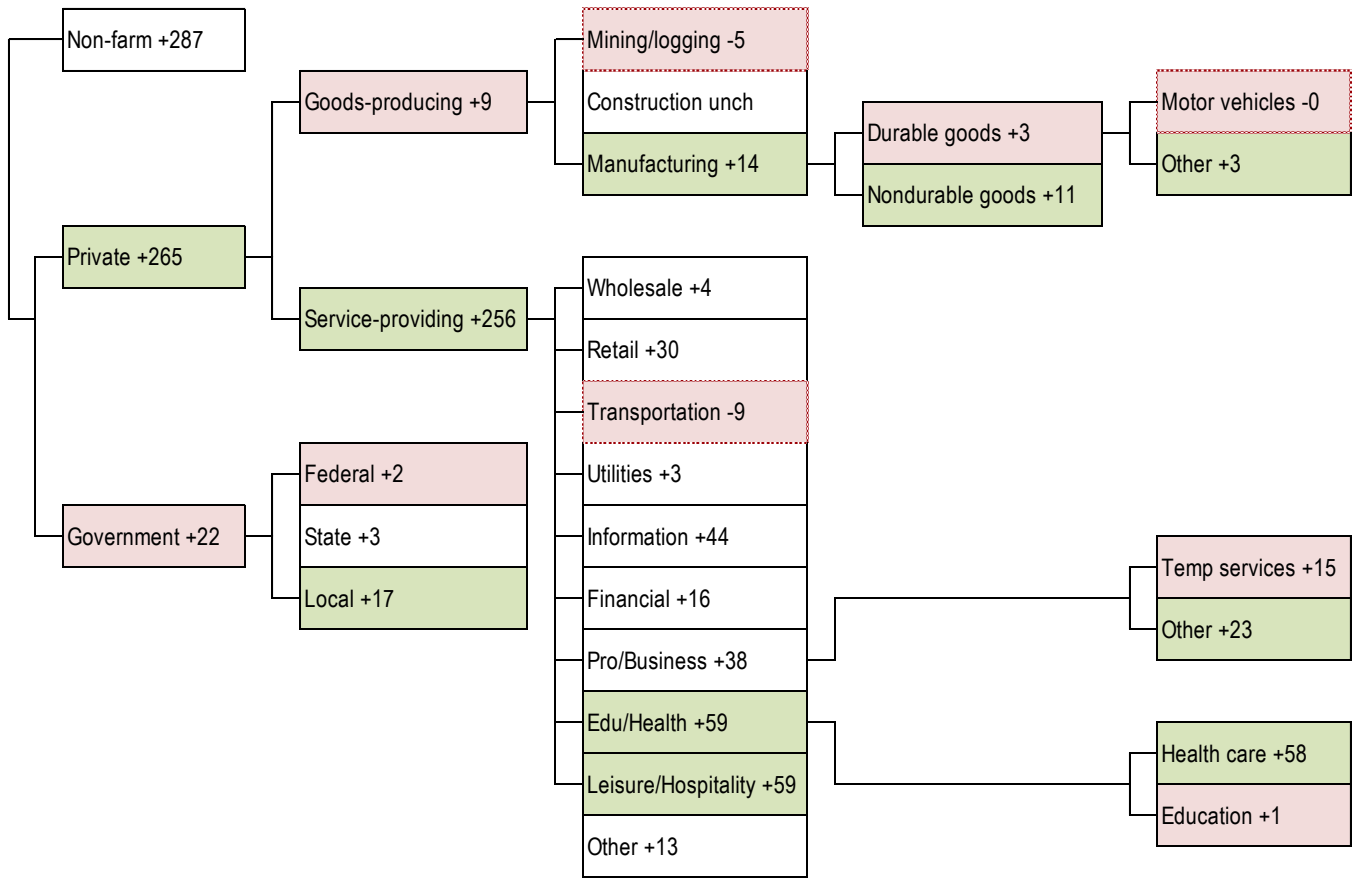 Non-farm +287
Private +265
Government +22
Goods-producing +9
Service-providing +256
Federal +2
State +3
Local +17
Mining/logging -5
Construction unch
Manufacturing +14
Wholesale +4
Retail +30
Transportation -9
Utilities +3
Information +44
Financial +16
Pro/Business +38
Edu/Health +59
Leisure/Hospitality +59
Other +13
Durable goods +3
Nondurable goods +11
Motor vehicles -0
Other +3
Temp services +15
Other +23
Health care +58
Education +1